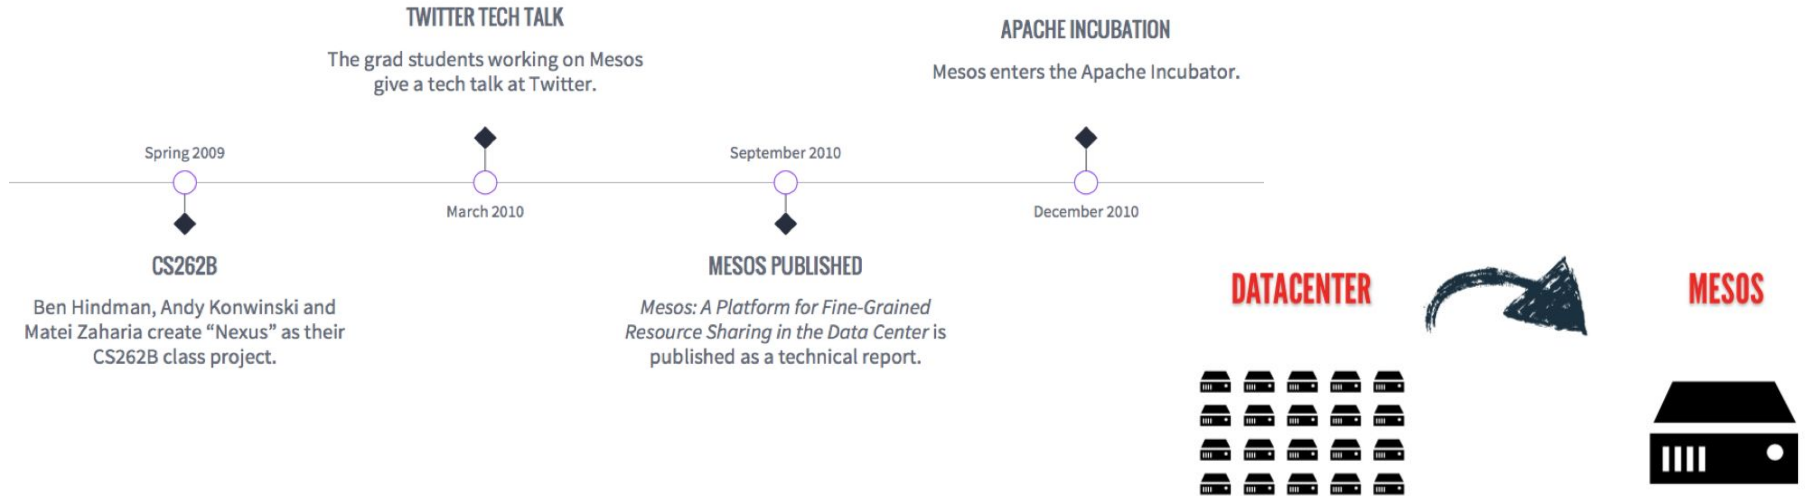 TWITTER TECH TALK
The grad students working on Mesos
give a tech talk at Twitter.
APACHE INCUBATION
Mesos enters the Apache Incubator.
Spring 2009
September 2010
March 2010
December 2010
CS262B
Ben Hindman, Andy Konwinski and
Matei Zaharia create “Nexus” as their
CS262B class project.
MESOS PUBLISHED
Mesos: A Platform for Fine-Grained
Resource Sharing in the Data Center is
published as a technical report.
DATACENTER
MESOS